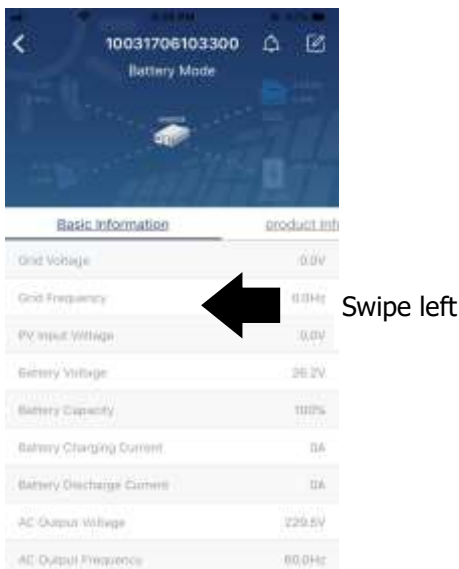 10031706103300
Battery Mode
Basic Information
product Inf
Grid Voltage 0.0V
Grid Frequency 0.0Hz
Swipe left
PV Input Voltage 0.0V
Battery Voltage 26.2V
Battery Capacity 100%
Battery Charging Current 0A
Battery Discharge Current 0A
AC Output Voltage 229.5V
AC Output Frequency 60.0Hz